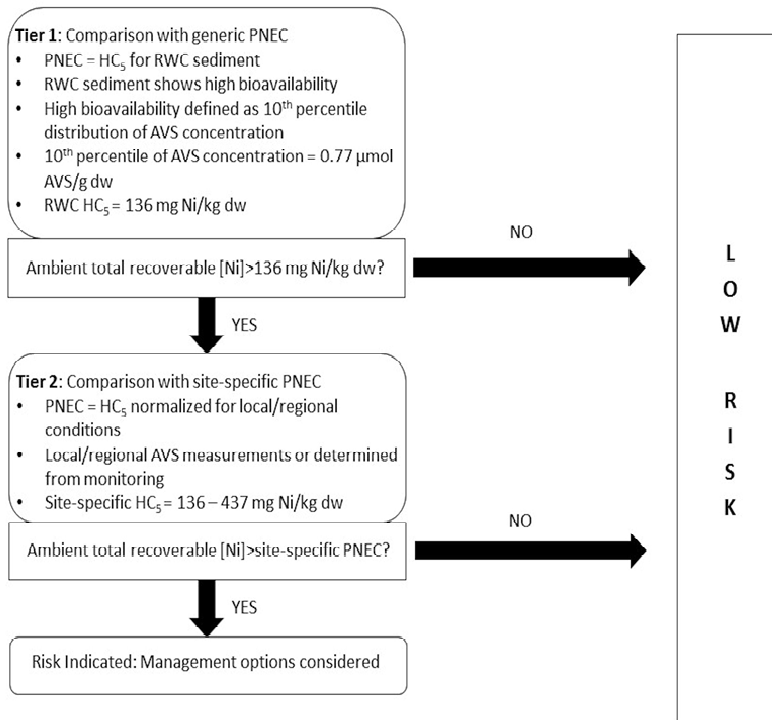 Tier 1: Comparison with generic PNEC
• PNEC = HC₅ for RWC sediment
• RWC sediment shows high bioavailability
• High bioavailability defined as 10ᵗʰ percentile
distribution of AVS concentration
• 10ᵗʰ percentile of AVS concentration = 0.77 µmol
AVS/g dw
• RWC HC₅ = 136 mg Ni/kg dw
Ambient total recoverable [Ni]>136 mg Ni/kg dw?
NO
YES
Tier 2: Comparison with site-specific PNEC
• PNEC = HC₅ normalized for local/regional
conditions
• Local/regional AVS measurements or determined
from monitoring
• Site-specific HC₅ = 136 – 437 mg Ni/kg dw
Ambient total recoverable [Ni]>site-specific PNEC?
NO
YES
Risk Indicated: Management options considered
L
O
W
R
I
S
K